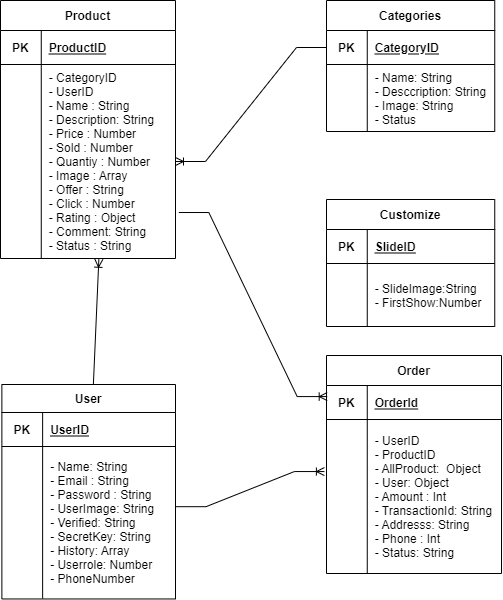 Product
PK ProductID
- CategoryID
- UserID
- Name : String
- Description: String
- Price : Number
- Sold : Number
- Quantiy : Number
- Image : Array
- Offer : String
- Click : Number
- Rating : Object
- Comment: String
- Status : String
Categories
PK CategoryID
- Name: String
- Desccription: String
- Image: String
- Status
Customize
PK SlideID
- SlideImage:String
- FirstShow:Number
User
PK UserID
- Name: String
- Email : String
- Password : String
- UserImage: String
- Verified: String
- SecretKey: String
- History: Array
- Userrole: Number
- PhoneNumber
Order
PK OrderId
- UserID
- ProductID
- AllProduct: Object
- User: Object
- Amount : Int
- TransactionId: String
- Addresss: String
- Phone : Int
- Status: String